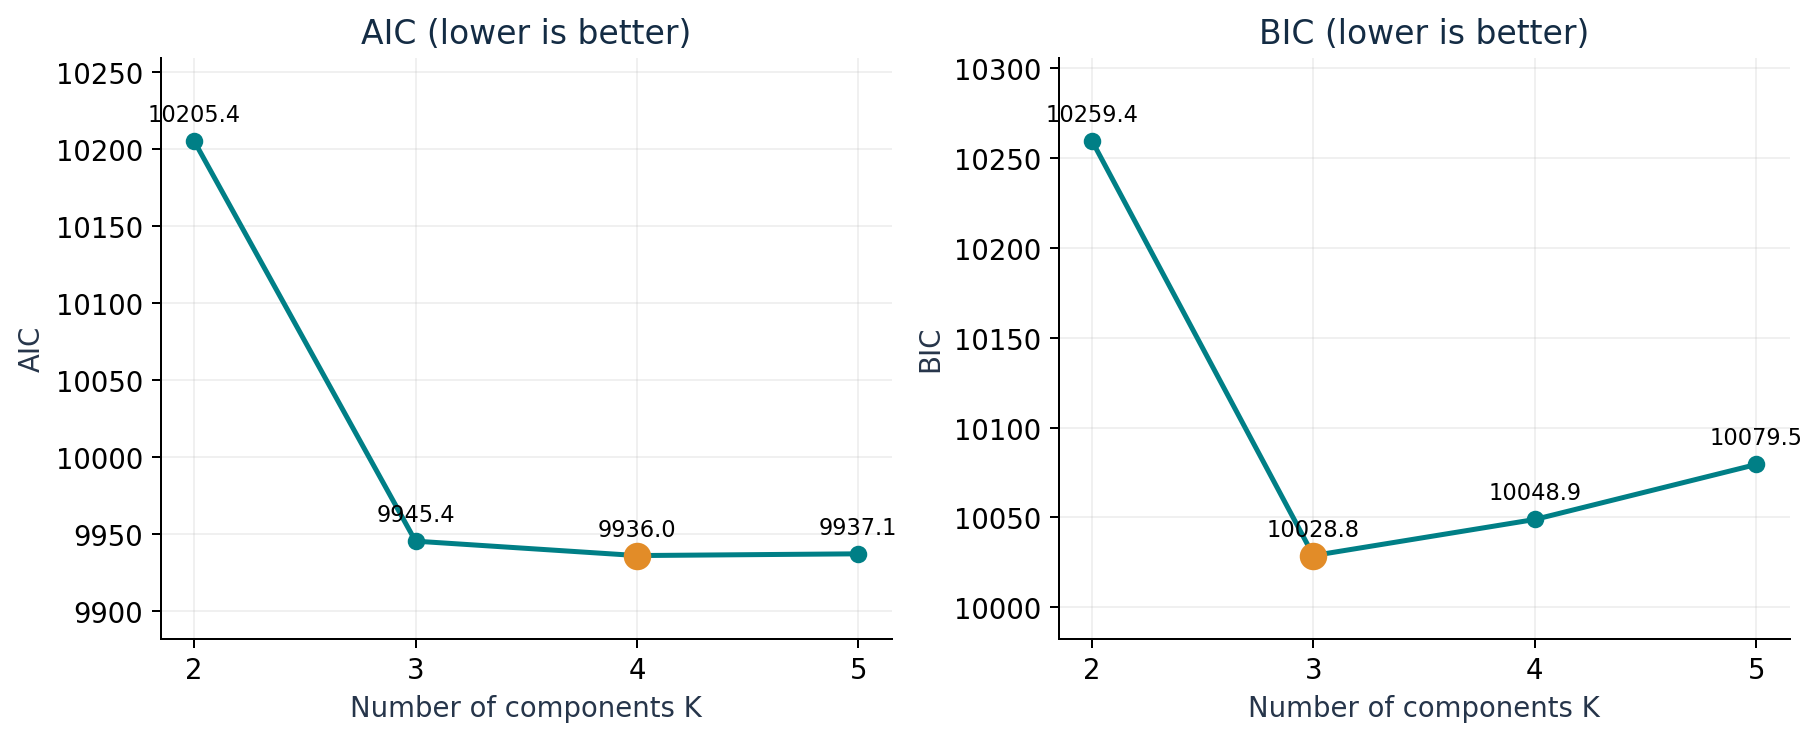 AIC (lower is better)
10250
10200
10150
10100
10050
10000
9950
9900
AIC
10205.4
9945.4
9936.0
9937.1
2 3 4 5
Number of components K
BIC (lower is better)
10300
10250
10200
10150
10100
10050
10000
BIC
10259.4
10028.8
10048.9
10079.5
2 3 4 5
Number of components K